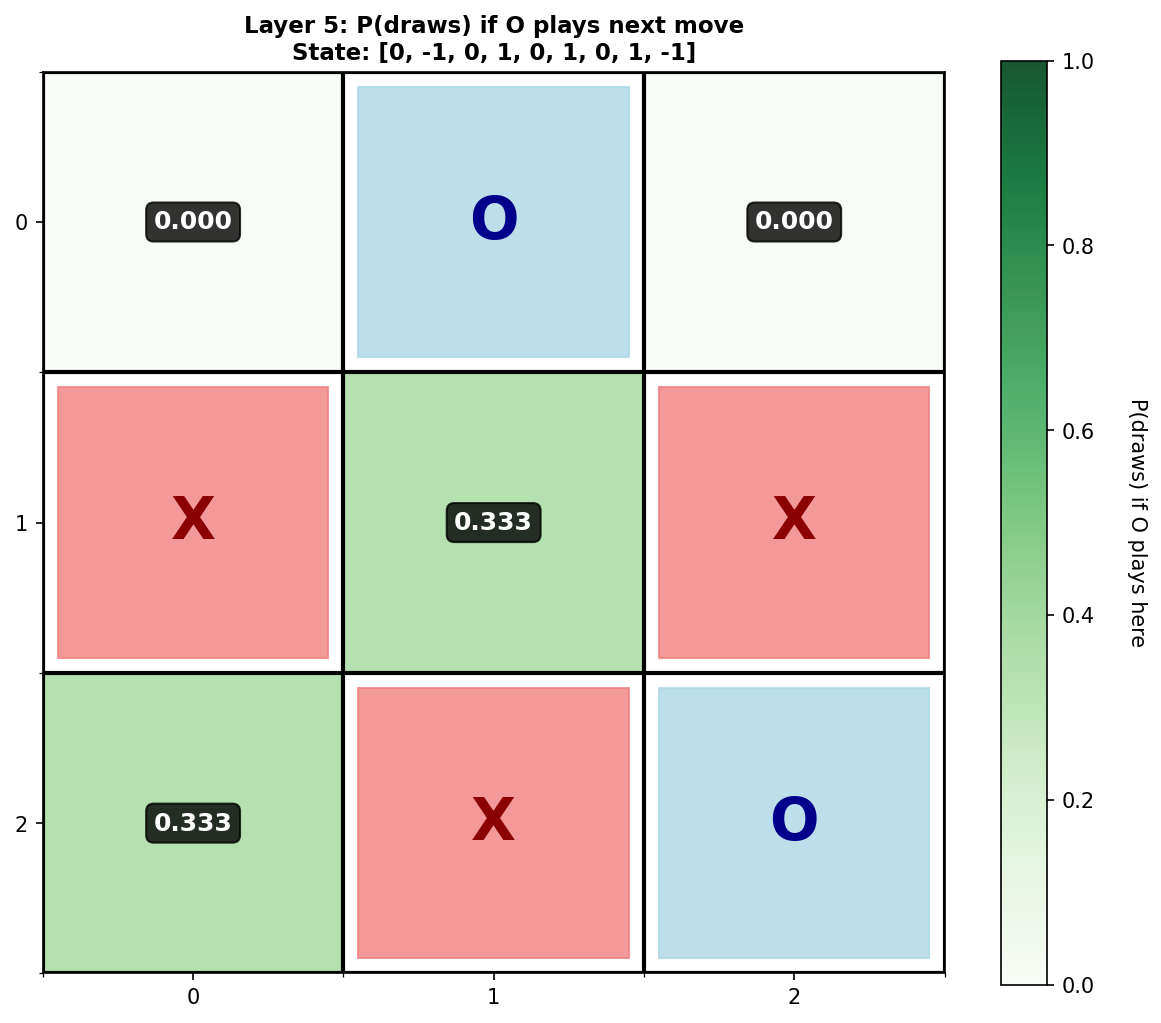 Layer 5: P(draws) if O plays next move
State: [0, -1, 0, 1, 0, 1, 0, 1, -1]
0
0.000
O
0.000
1
X
0.333
X
2
0.333
X
O
0
1
2
1.0
0.8
0.6
0.4
0.2
0.0
P(draws) if O plays here